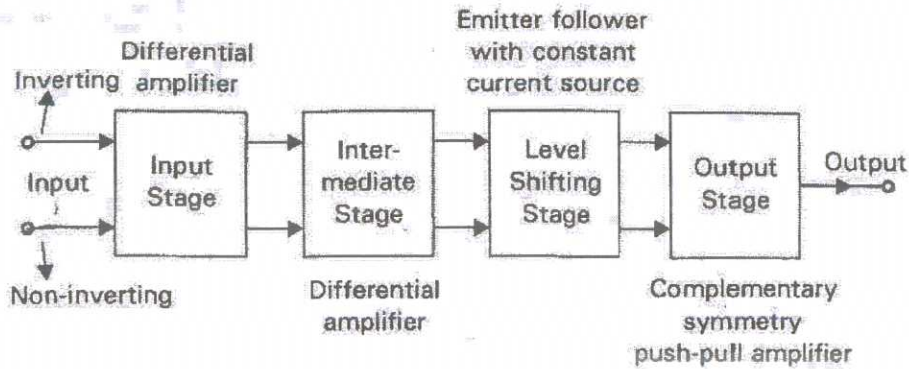 Differential
amplifier
Emitter follower
with constant
current source
Inverting
Input
Non-inverting
Input
Stage
Inter-
mediate
Stage
Level
Shifting
Stage
Output
Stage
Output
Differential
amplifier
Complementary
symmetry
push-pull amplifier